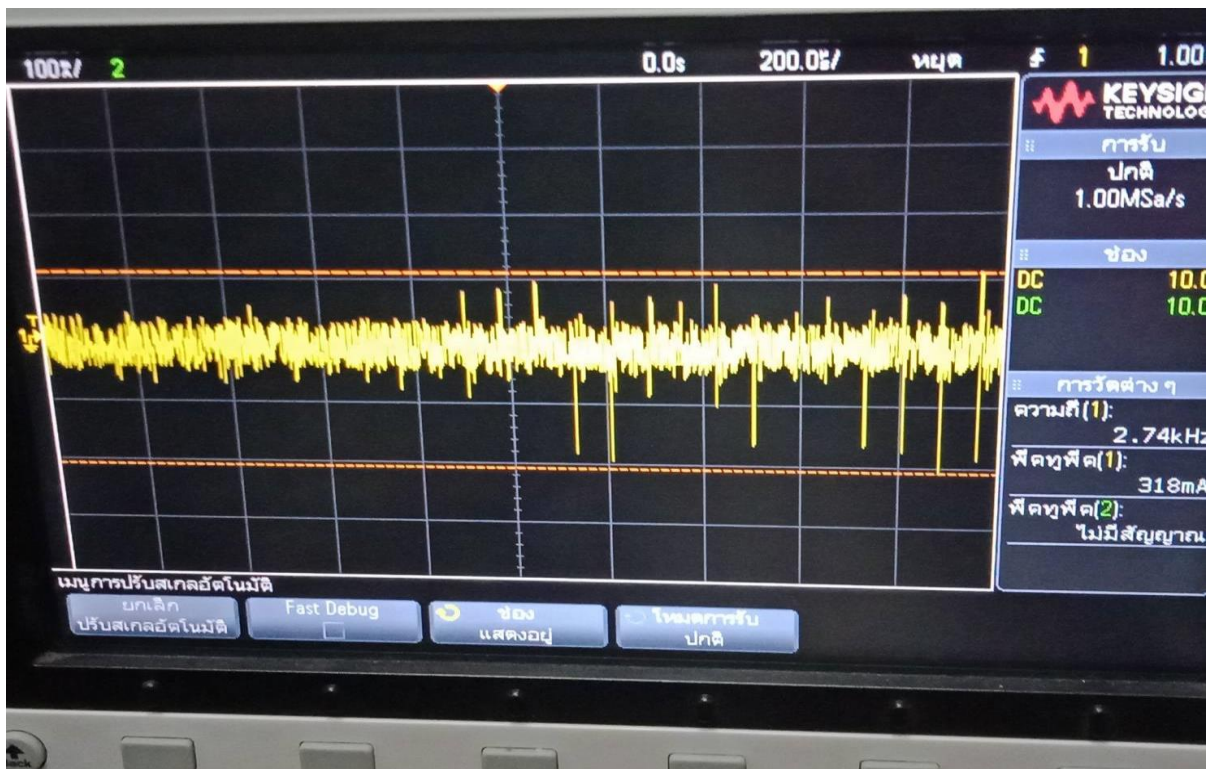 100 2 0.0s 200.0 หยุด 1 1.00
KEYSIG
TECHNOLOG
การรับ
ปกติ
1.00MSa/s
ช่อง
DC 10.0
DC 10.0
การวัดต่าง ๆ
ความถี่(1):
2.74kHz
พีคทูพีค(1):
318mA
พีคทูพีค(2):
ไม่มีสัญญาณ
เมนูการปรับสเกลอัตโนมัติ
ยกเลิก
ปรับสเกลอัตโนมัติ
Fast Debug
ช่อง
แสดงอยู่
โหมดการรับ
ปกติ